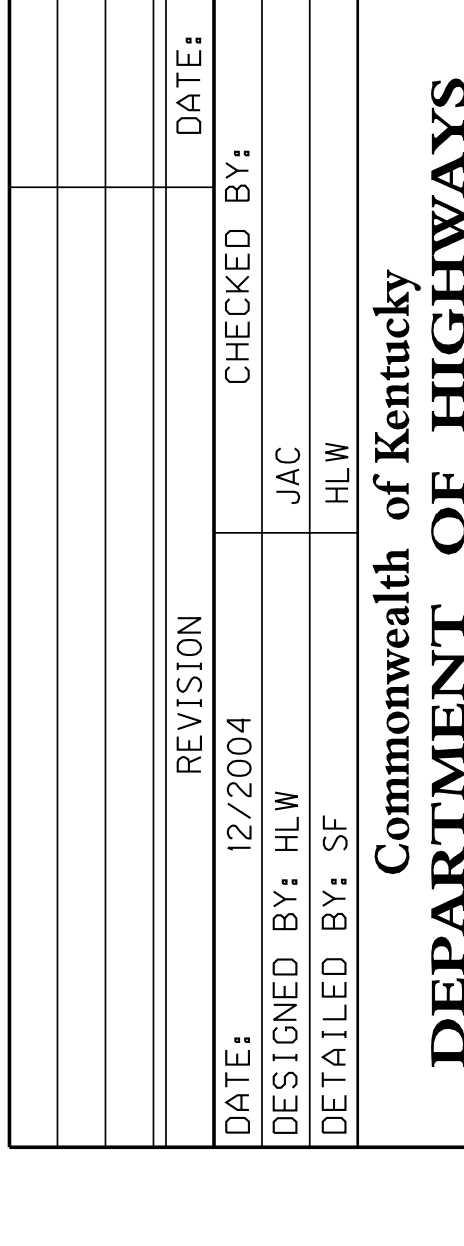 REVISION DATE:
DATE: 12/2004 CHECKED BY:
DESIGNED BY: HLW JAC
DETAILED BY: SF HLW
Commonwealth of Kentucky
DEPARTMENT OF HIGHWAYS